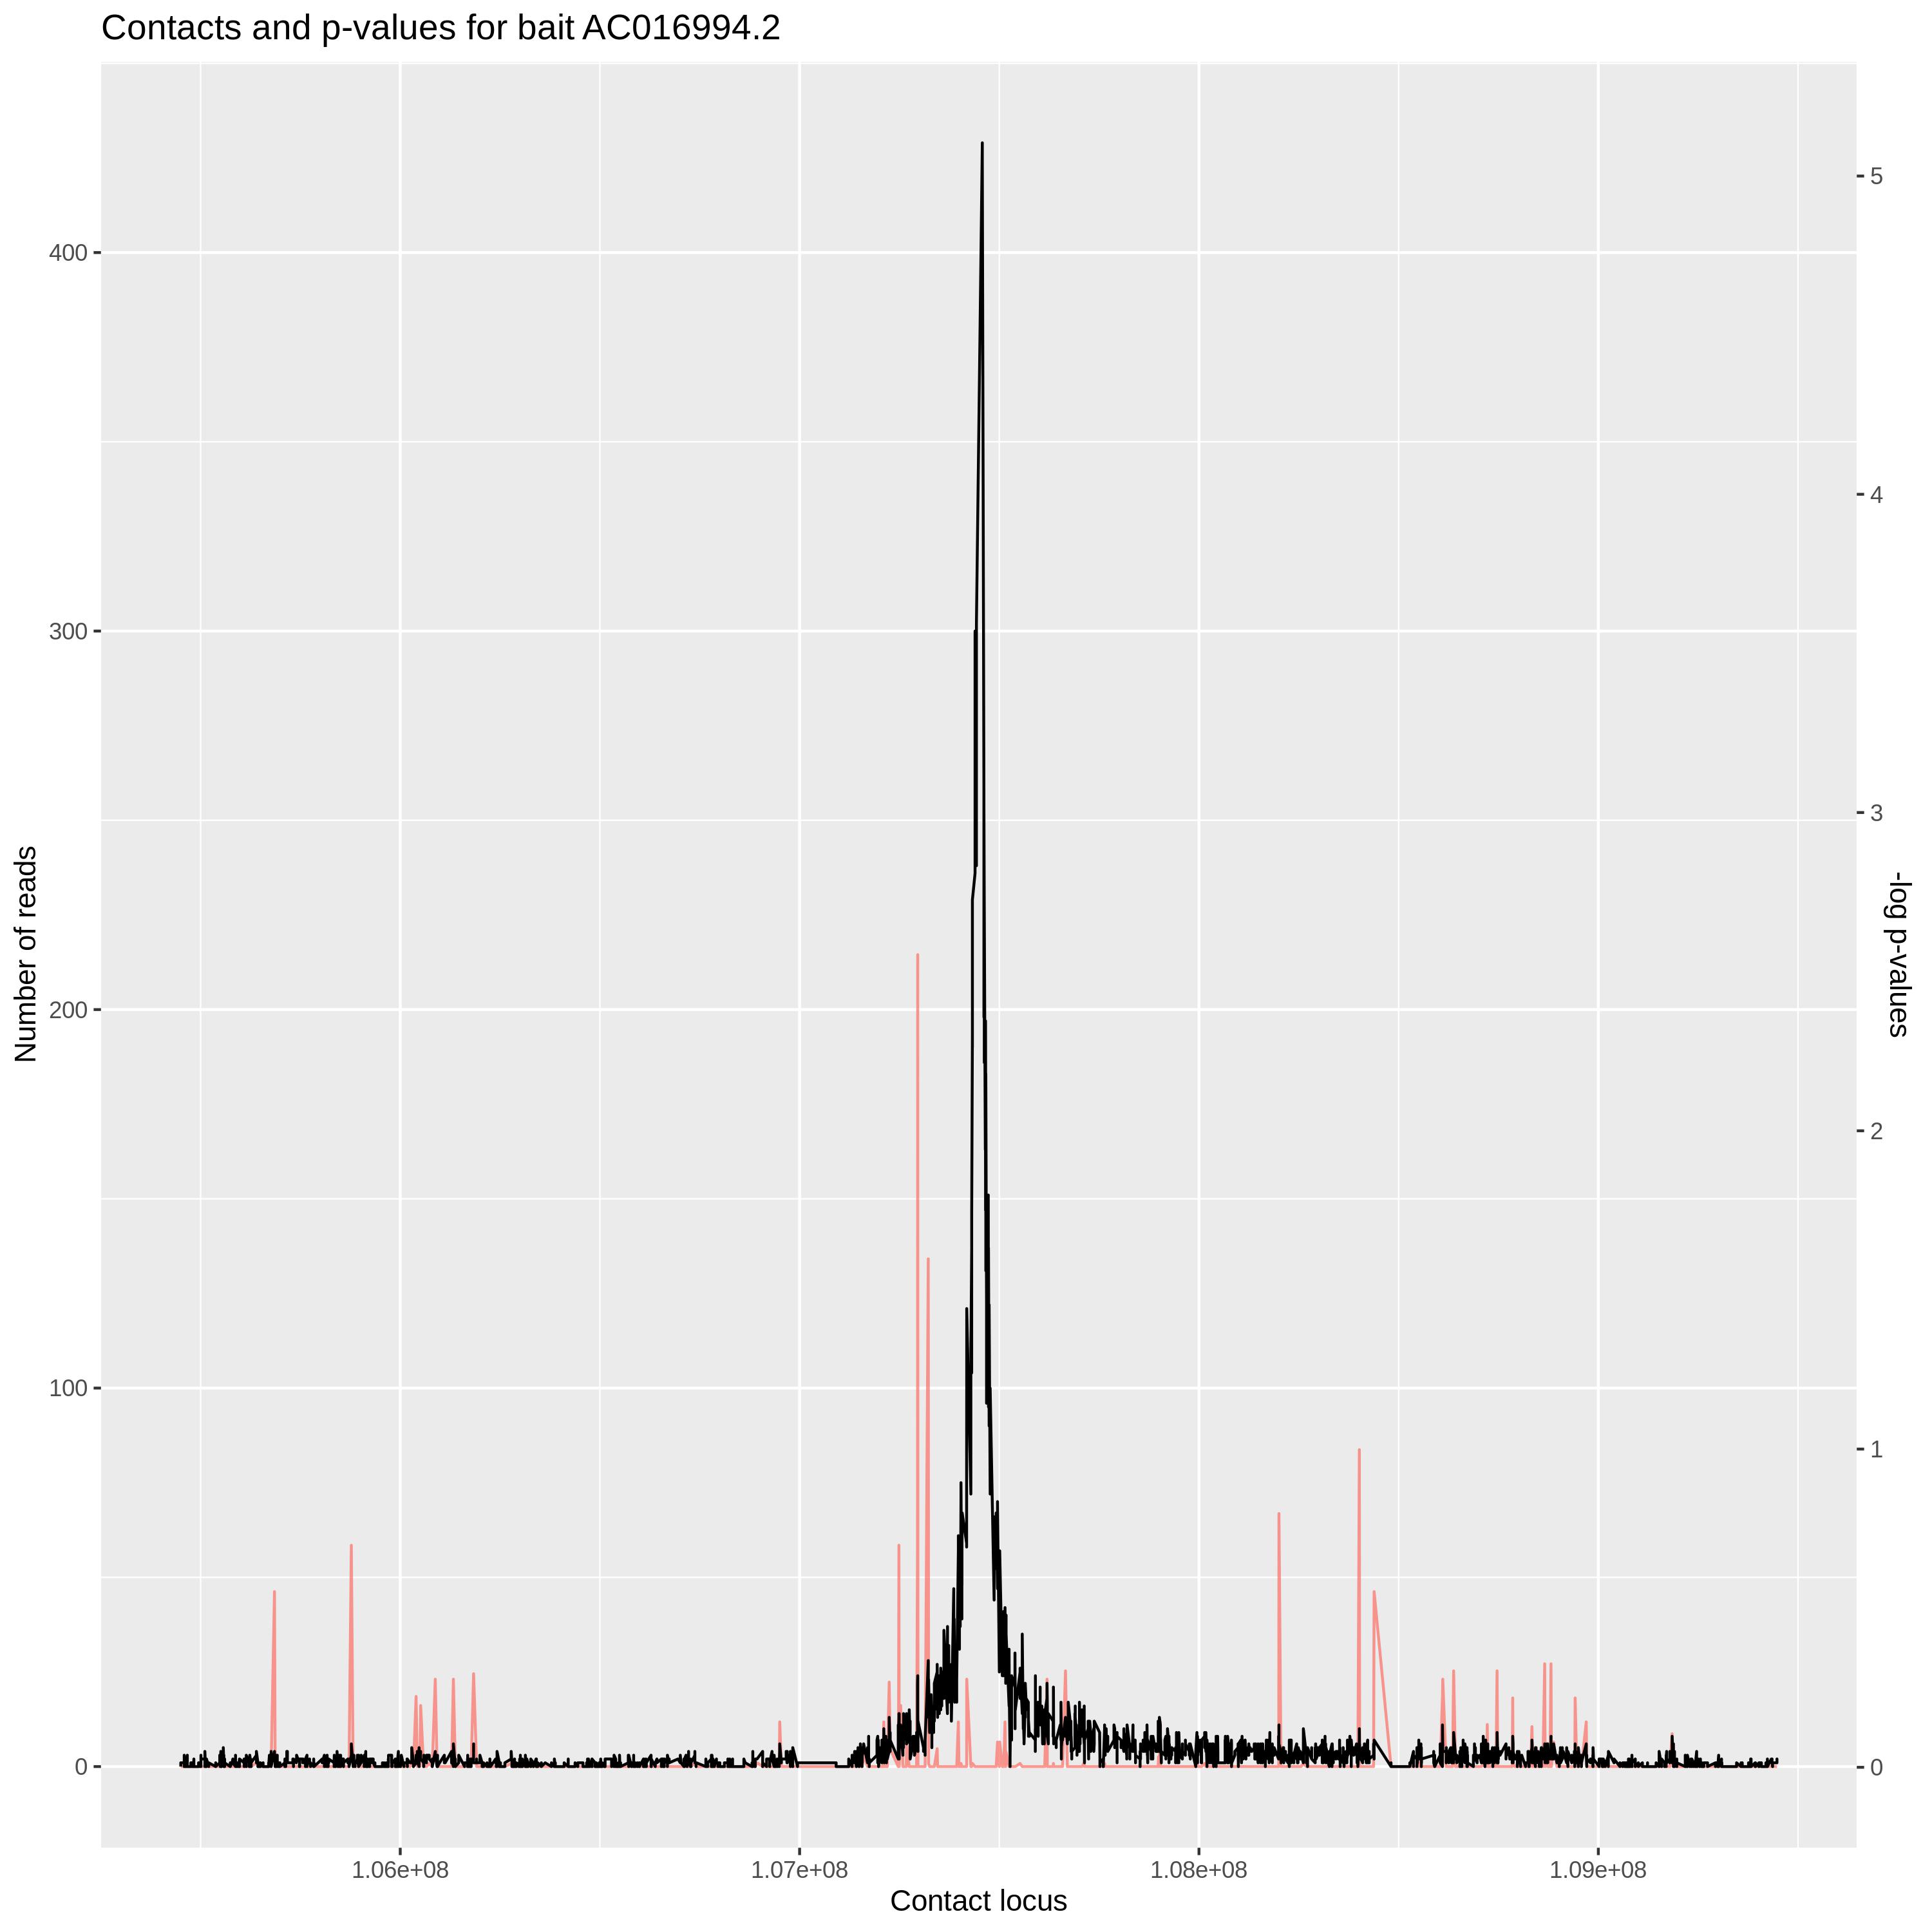 Contacts and p-values for bait AC016994.2
Number of reads
400
300
200
100
0
5
4
3
2
1
0
-log p-values
1.06e+08
1.07e+08
1.08e+08
1.09e+08
Contact locus